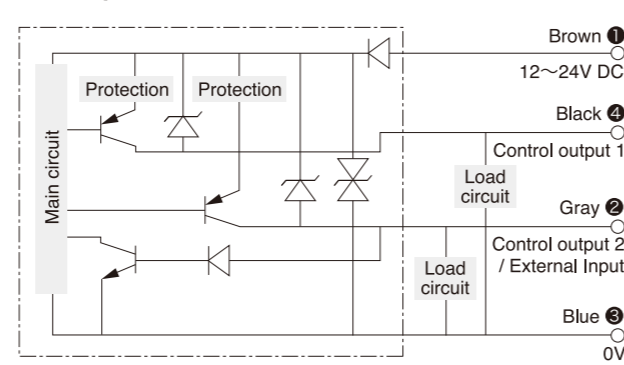 Brown ❶
12～24V DC
Protection
Protection
Black ❹
Control output 1
Main circuit
Load
circuit
Gray ❷
Control output 2
/ External Input
Load
circuit
Blue ❸
0V